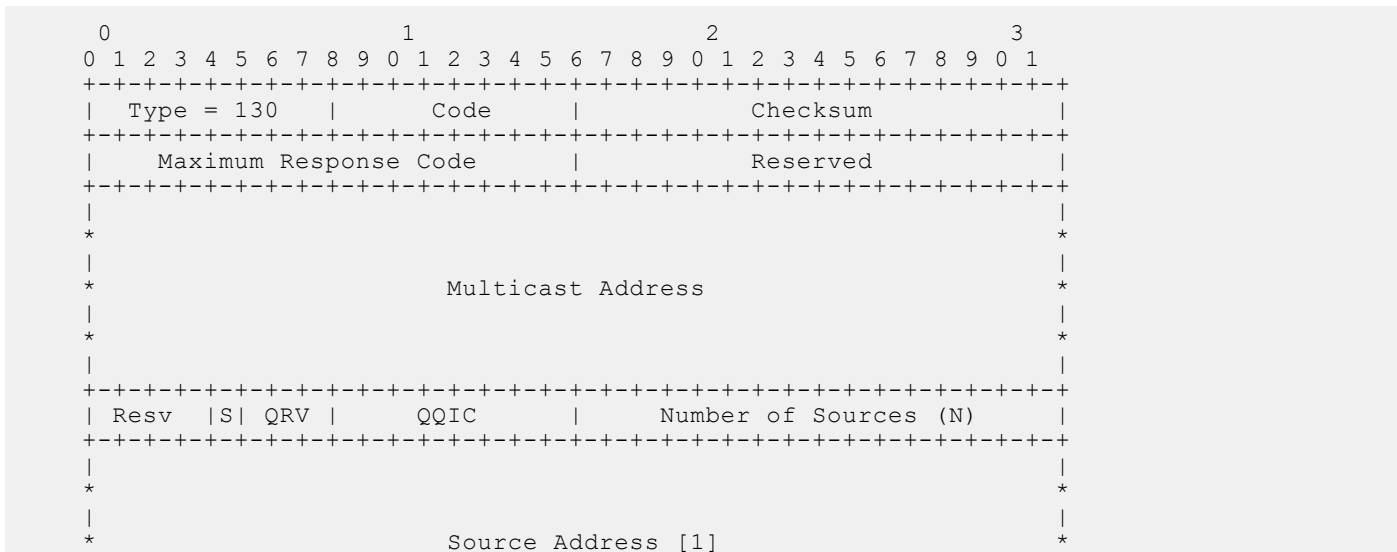 0                   1                   2                   3
0 1 2 3 4 5 6 7 8 9 0 1 2 3 4 5 6 7 8 9 0 1 2 3 4 5 6 7 8 9 0 1
+-+-+-+-+-+-+-+-+-+-+-+-+-+-+-+-+-+-+-+-+-+-+-+-+-+-+-+-+-+-+-+-+
|  Type = 130   |      Code     |           Checksum            |
+-+-+-+-+-+-+-+-+-+-+-+-+-+-+-+-+-+-+-+-+-+-+-+-+-+-+-+-+-+-+-+-+
|    Maximum Response Code      |           Reserved            |
+-+-+-+-+-+-+-+-+-+-+-+-+-+-+-+-+-+-+-+-+-+-+-+-+-+-+-+-+-+-+-+-+
|                                                               |
*                                                               *
|                                                               |
*                       Multicast Address                       *
|                                                               |
*                                                               *
|                                                               |
+-+-+-+-+-+-+-+-+-+-+-+-+-+-+-+-+-+-+-+-+-+-+-+-+-+-+-+-+-+-+-+-+
| Resv  |S| QRV |     QQIC      |     Number of Sources (N)     |
+-+-+-+-+-+-+-+-+-+-+-+-+-+-+-+-+-+-+-+-+-+-+-+-+-+-+-+-+-+-+-+-+
|                                                               |
*                                                               *
|                                                               |
*                       Source Address [1]                      *